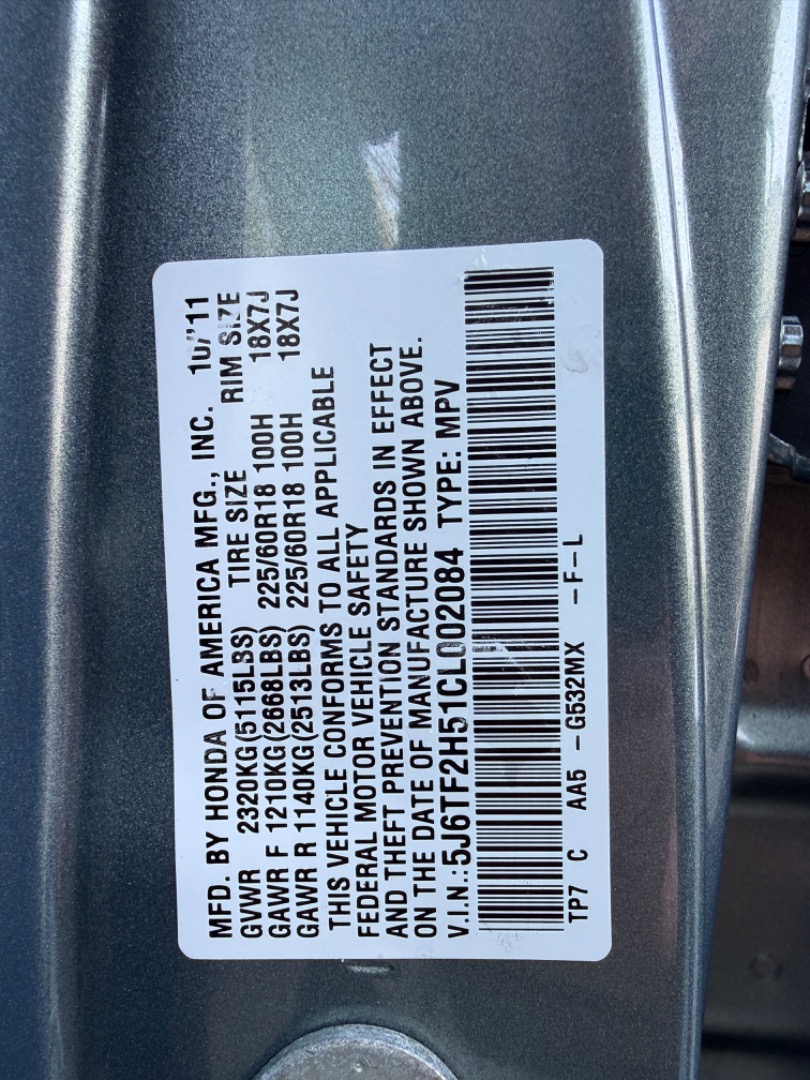 MFD. BY HONDA OF AMERICA MFG., INC. 10/'11
GVWR 2320KG(5115LBS) TIRE SIZE RIM SIZE
GAWR F 1210KG(2668LBS) 225/60R18 100H 18X7J
GAWR R 1140KG(2513LBS) 225/60R18 100H 18X7J
THIS VEHICLE CONFORMS TO ALL APPLICABLE
FEDERAL MOTOR VEHICLE SAFETY
AND THEFT PREVENTION STANDARDS IN EFFECT
ON THE DATE OF MANUFACTURE SHOWN ABOVE.
V.I.N.:5J6TF2H51CL002084 TYPE: MPV
TP7 C AA5 - G532MX - F - L